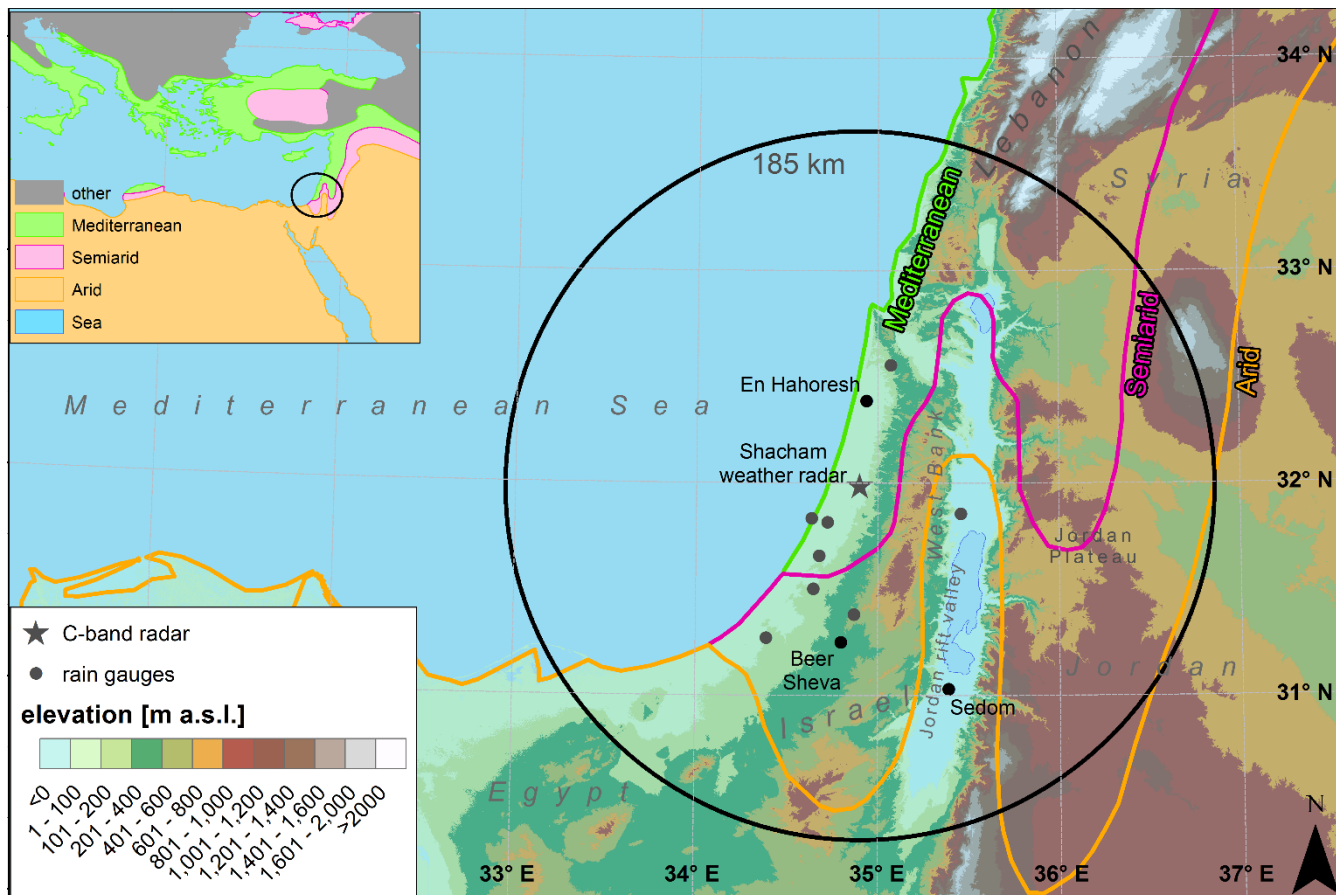 other
Mediterranean
Semiarid
Arid
Sea
34° N
Lebanon
185 km
Syria
Mediterranean
33° N
Semiarid
Arid
En Hahoresh
Mediterranean Sea
West Bank
Shacham
weather radar
32° N
Jordan
Plateau
Jordan rift valley
Beer
Sheva
Israel
Jordan
Sedom
31° N
Egypt
C-band radar
rain gauges
elevation [m a.s.l.]
<0
1 - 100
101 - 200
201 - 400
401 - 600
601 - 800
801 - 1,000
1,001 - 1,200
1,201 - 1,400
1,401 - 1,600
1,601 - 2,000
>2000
33° E
34° E
35° E
36° E
37° E
N